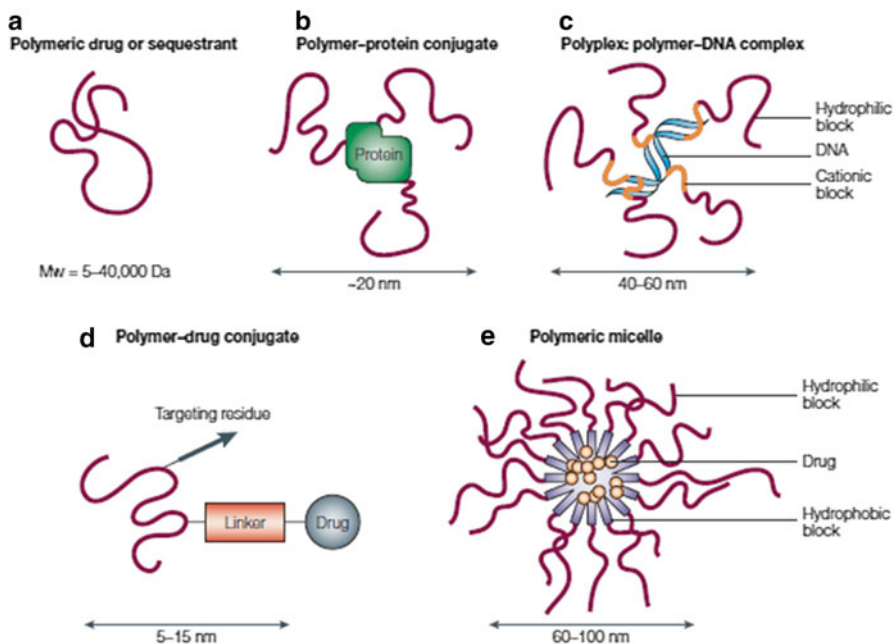 a
Polymeric drug or sequestrant
Mw = 5–40,000 Da
b
Polymer–protein conjugate
Protein
~20 nm
c
Polyplex: polymer–DNA complex
Hydrophilic
block
DNA
Cationic
block
40–60 nm
d
Polymer–drug conjugate
Targeting residue
Linker
Drug
5–15 nm
e
Polymeric micelle
Hydrophilic
block
Drug
Hydrophobic
block
60–100 nm